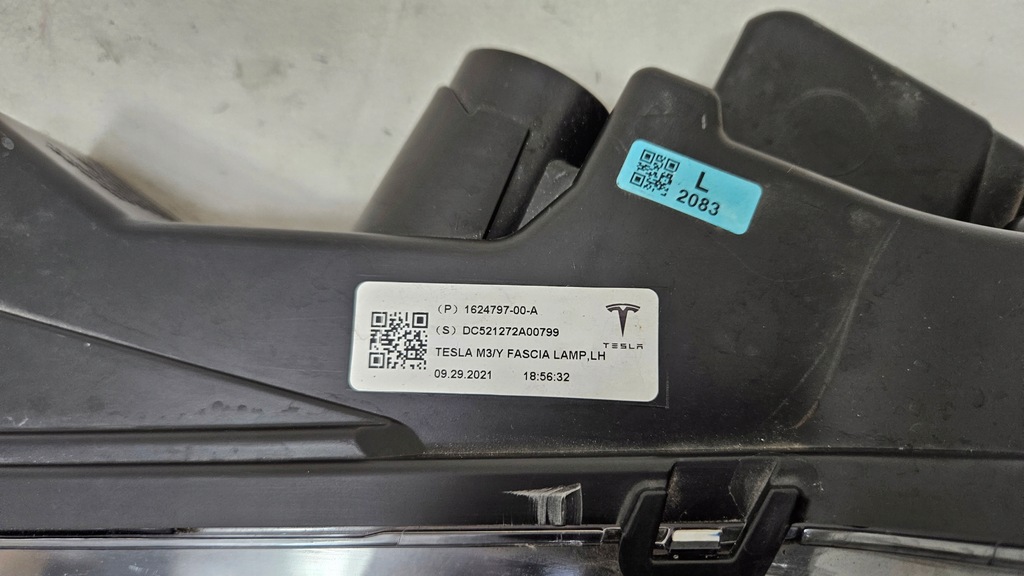 L
2083
(P) 1624797-00-A
(S) DC521272A00799
TESLA
TESLA M3/Y FASCIA LAMP,LH
09.29.2021 18:56:32